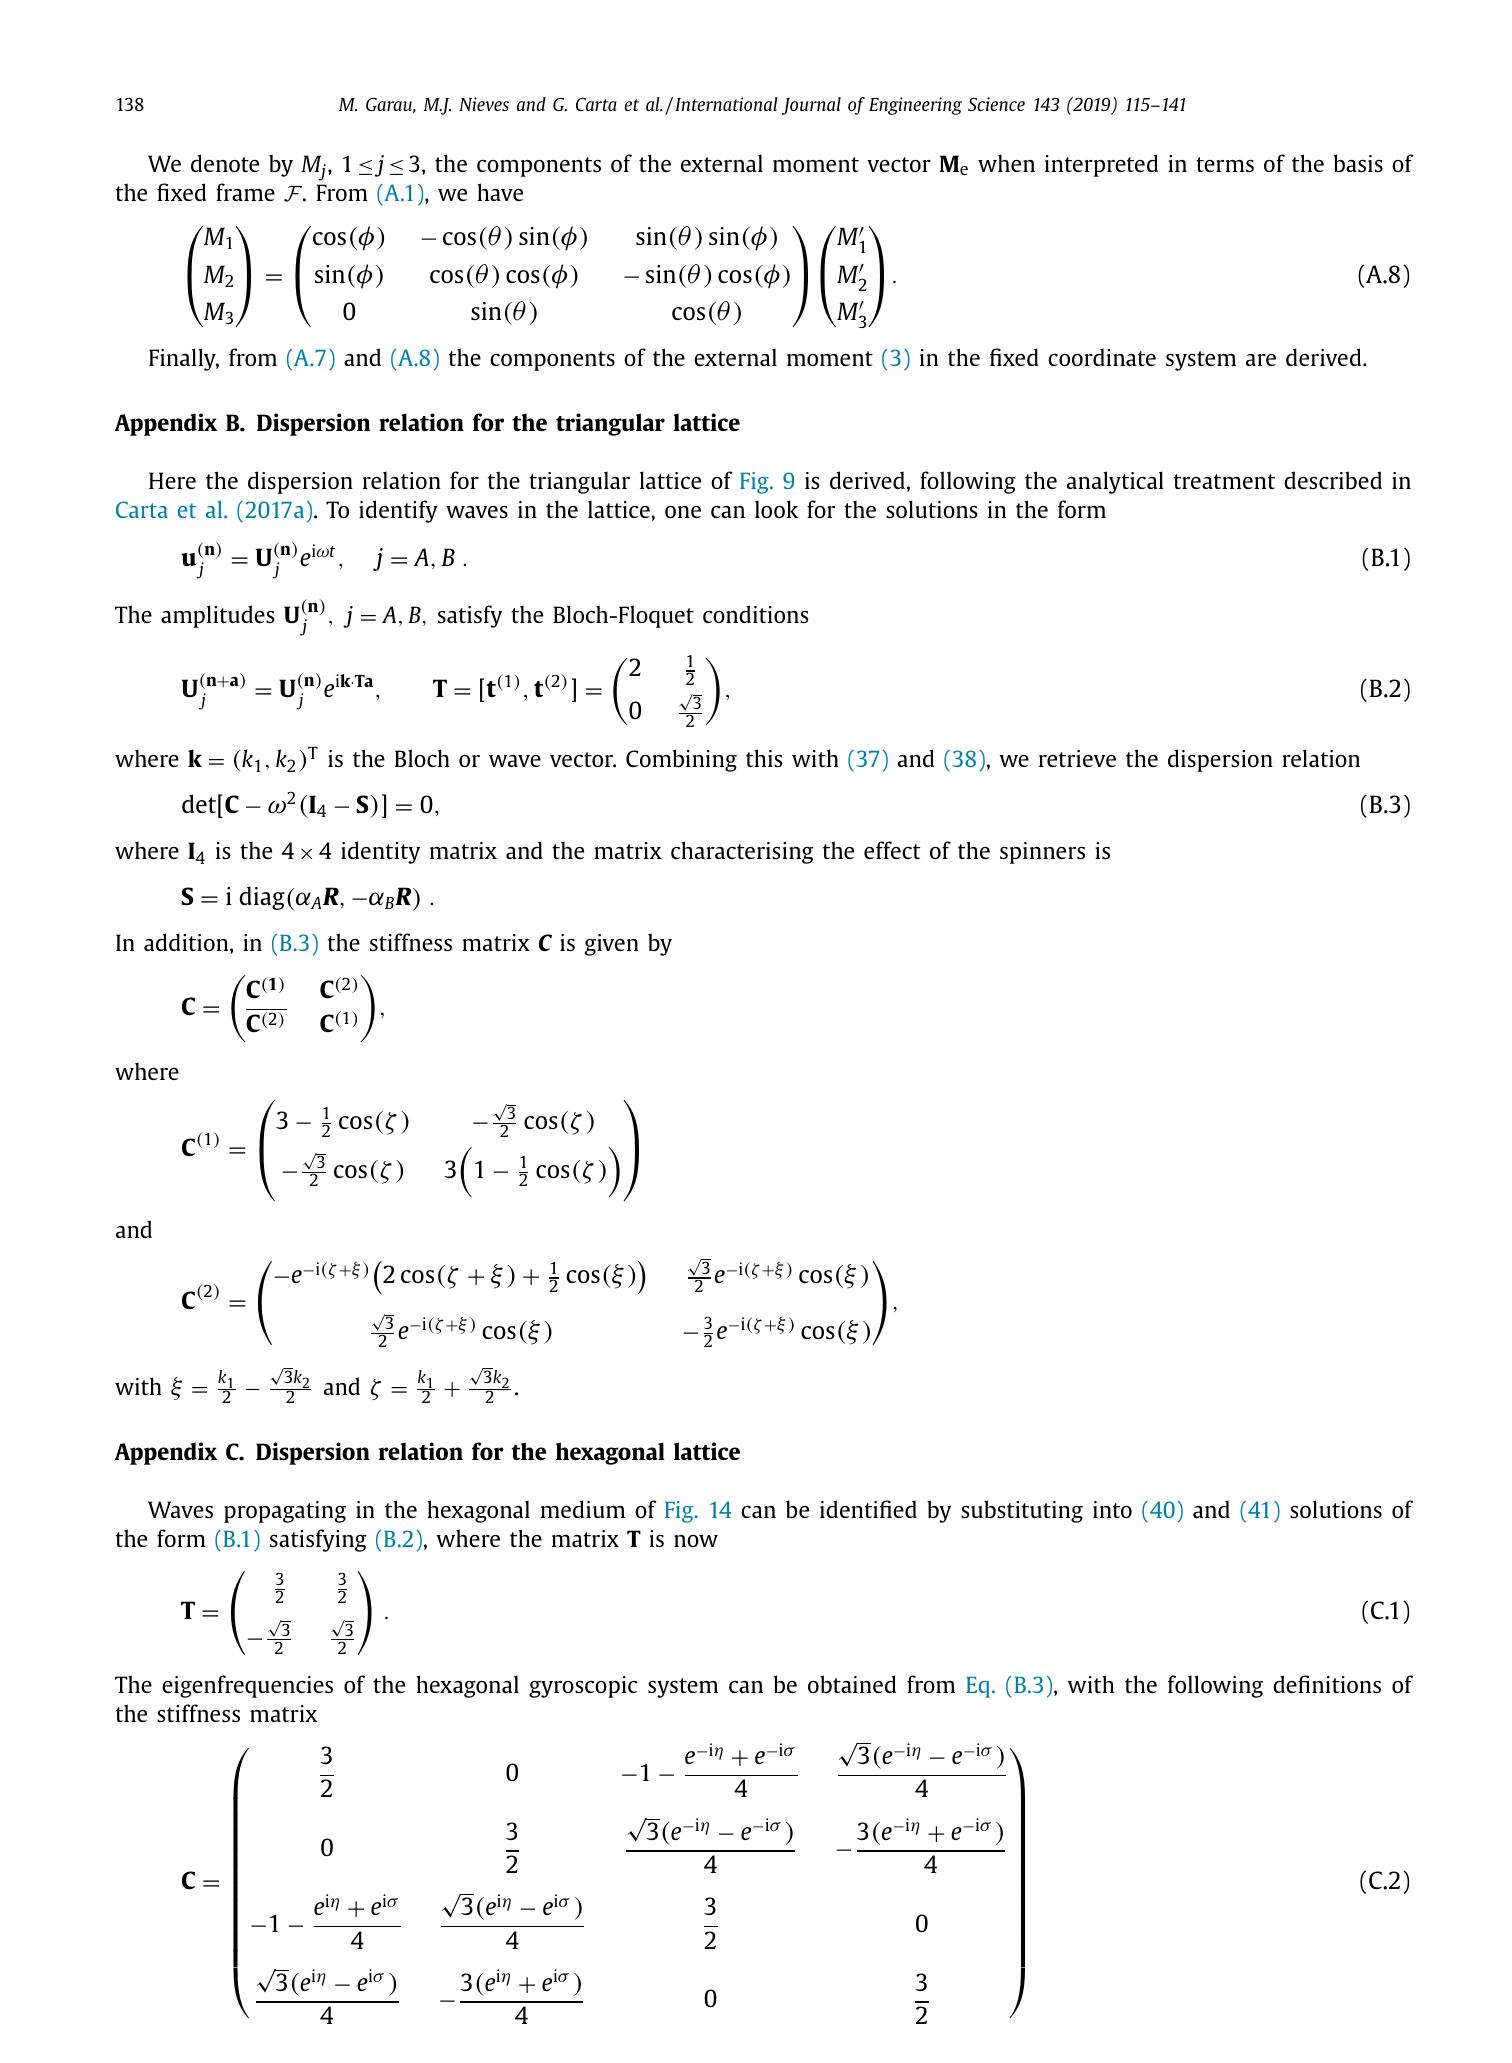 138 M. Garau, M.J. Nieves and G. Carta et al. / International Journal of Engineering Science 143 (2019) 115–141
We denote by $M_j$, $1 \le j \le 3$, the components of the external moment vector $\mathbf{M}_{\mathrm{e}}$ when interpreted in terms of the basis of
the fixed frame $\mathcal{F}$. From (A.1), we have
$\begin{pmatrix} M_1 \\ M_2 \\ M_3 \end{pmatrix} = \begin{pmatrix} \cos(\phi) & -\cos(\theta)\sin(\phi) & \sin(\theta)\sin(\phi) \\ \sin(\phi) & \cos(\theta)\cos(\phi) & -\sin(\theta)\cos(\phi) \\ 0 & \sin(\theta) & \cos(\theta) \end{pmatrix} \begin{pmatrix} M_1' \\ M_2' \\ M_3' \end{pmatrix}.$ (A.8)
Finally, from (A.7) and (A.8) the components of the external moment (3) in the fixed coordinate system are derived.
Appendix B. Dispersion relation for the triangular lattice
Here the dispersion relation for the triangular lattice of Fig. 9 is derived, following the analytical treatment described in
Carta et al. (2017a). To identify waves in the lattice, one can look for the solutions in the form
$\mathbf{u}_j^{(\mathbf{n})} = \mathbf{U}_j^{(\mathbf{n})} e^{\mathrm{i}\omega t}, \quad j = A, B\ .$ (B.1)
The amplitudes $\mathbf{U}_j^{(\mathbf{n})}$, $j = A, B$, satisfy the Bloch-Floquet conditions
$\mathbf{U}_j^{(\mathbf{n}+\mathbf{a})} = \mathbf{U}_j^{(\mathbf{n})} e^{\mathrm{i}\mathbf{k}\cdot\mathbf{T}\mathbf{a}}, \quad \mathbf{T} = [\mathbf{t}^{(1)}, \mathbf{t}^{(2)}] = \begin{pmatrix} 2 & \frac{1}{2} \\ 0 & \frac{\sqrt{3}}{2} \end{pmatrix},$ (B.2)
where $\mathbf{k} = (k_1, k_2)^{\mathrm{T}}$ is the Bloch or wave vector. Combining this with (37) and (38), we retrieve the dispersion relation
$\det[\mathbf{C} - \omega^2(\mathbf{I}_4 - \mathbf{S})] = 0,$ (B.3)
where $\mathbf{I}_4$ is the $4 \times 4$ identity matrix and the matrix characterising the effect of the spinners is
$\mathbf{S} = \mathrm{i}\ \mathrm{diag}(\alpha_A \boldsymbol{R}, -\alpha_B \boldsymbol{R})\ .$
In addition, in (B.3) the stiffness matrix $\boldsymbol{C}$ is given by
$\mathbf{C} = \begin{pmatrix} \mathbf{C}^{(\mathbf{1})} & \mathbf{C}^{(2)} \\ \overline{\mathbf{C}^{(2)}} & \mathbf{C}^{(1)} \end{pmatrix},$
where
$\mathbf{C}^{(1)} = \begin{pmatrix} 3 - \frac{1}{2}\cos(\zeta) & -\frac{\sqrt{3}}{2}\cos(\zeta) \\ -\frac{\sqrt{3}}{2}\cos(\zeta) & 3\left(1 - \frac{1}{2}\cos(\zeta)\right) \end{pmatrix}$
and
$\mathbf{C}^{(2)} = \begin{pmatrix} -e^{-\mathrm{i}(\zeta+\xi)}\left(2\cos(\zeta+\xi) + \frac{1}{2}\cos(\xi)\right) & \frac{\sqrt{3}}{2}e^{-\mathrm{i}(\zeta+\xi)}\cos(\xi) \\ \frac{\sqrt{3}}{2}e^{-\mathrm{i}(\zeta+\xi)}\cos(\xi) & -\frac{3}{2}e^{-\mathrm{i}(\zeta+\xi)}\cos(\xi) \end{pmatrix},$
with $\xi = \frac{k_1}{2} - \frac{\sqrt{3}k_2}{2}$ and $\zeta = \frac{k_1}{2} + \frac{\sqrt{3}k_2}{2}$.
Appendix C. Dispersion relation for the hexagonal lattice
Waves propagating in the hexagonal medium of Fig. 14 can be identified by substituting into (40) and (41) solutions of
the form (B.1) satisfying (B.2), where the matrix $\mathbf{T}$ is now
$\mathbf{T} = \begin{pmatrix} \frac{3}{2} & \frac{3}{2} \\ -\frac{\sqrt{3}}{2} & \frac{\sqrt{3}}{2} \end{pmatrix}\ .$ (C.1)
The eigenfrequencies of the hexagonal gyroscopic system can be obtained from Eq. (B.3), with the following definitions of
the stiffness matrix
$\mathbf{C} = \begin{pmatrix} \frac{3}{2} & 0 & -1 - \frac{e^{-\mathrm{i}\eta} + e^{-\mathrm{i}\sigma}}{4} & \frac{\sqrt{3}(e^{-\mathrm{i}\eta} - e^{-\mathrm{i}\sigma})}{4} \\ 0 & \frac{3}{2} & \frac{\sqrt{3}(e^{-\mathrm{i}\eta} - e^{-\mathrm{i}\sigma})}{4} & -\frac{3(e^{-\mathrm{i}\eta} + e^{-\mathrm{i}\sigma})}{4} \\ -1 - \frac{e^{\mathrm{i}\eta} + e^{\mathrm{i}\sigma}}{4} & \frac{\sqrt{3}(e^{\mathrm{i}\eta} - e^{\mathrm{i}\sigma})}{4} & \frac{3}{2} & 0 \\ \frac{\sqrt{3}(e^{\mathrm{i}\eta} - e^{\mathrm{i}\sigma})}{4} & -\frac{3(e^{\mathrm{i}\eta} + e^{\mathrm{i}\sigma})}{4} & 0 & \frac{3}{2} \end{pmatrix}$ (C.2)